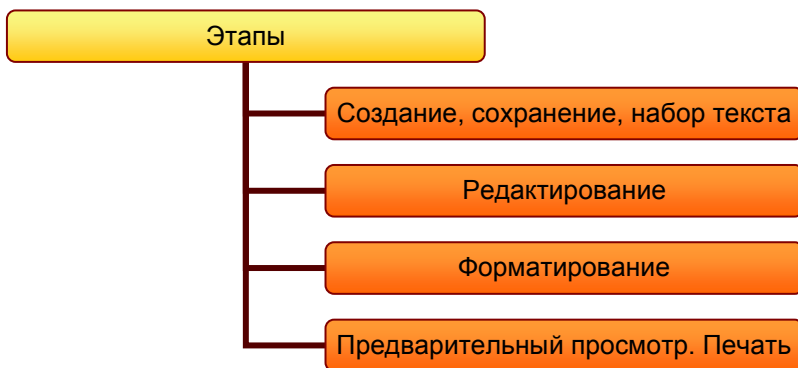 Этапы
Создание, сохранение, набор текста
Редактирование
Форматирование
Предварительный просмотр. Печать